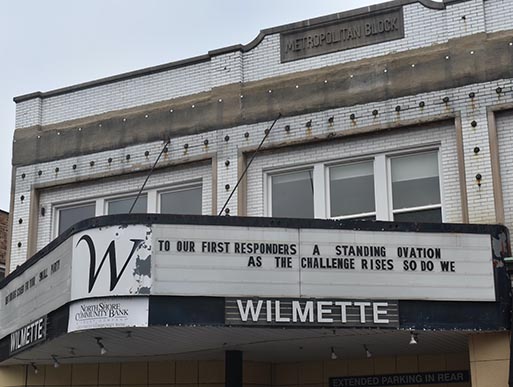 METROPOLITAN BLOCK
TO OUR FIRST RESPONDERS A STANDING OVATION
AS THE CHALLENGE RISES SO DO WE
W
NORTH SHORE
COMMUNITY BANK
WILMETTE
WILMETTE
EXTENDED PARKING IN REAR